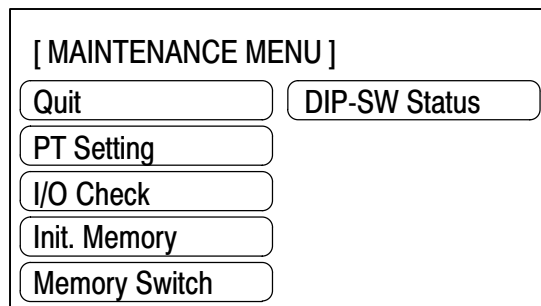 [ MAINTENANCE MENU ]
Quit DIP-SW Status
PT Setting
I/O Check
Init. Memory
Memory Switch